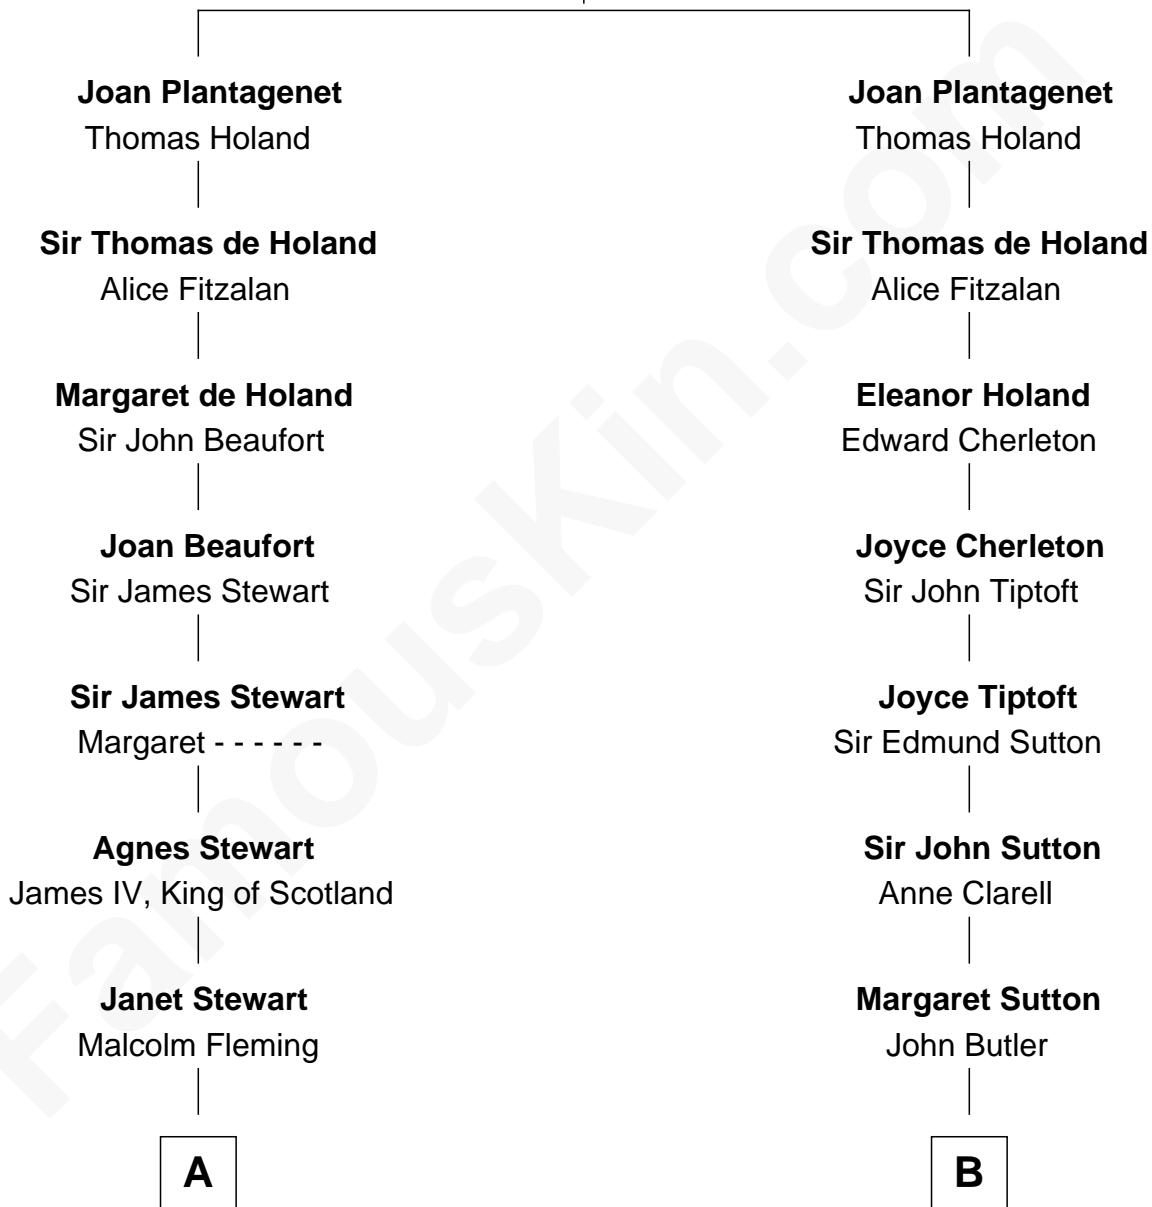 Joan Plantagenet
Thomas Holand
Sir Thomas de Holand
Alice Fitzalan
Margaret de Holand
Sir John Beaufort
Joan Beaufort
Sir James Stewart
Sir James Stewart
Margaret - - - - - -
Agnes Stewart
James IV, King of Scotland
Janet Stewart
Malcolm Fleming
A
Joan Plantagenet
Thomas Holand
Sir Thomas de Holand
Alice Fitzalan
Eleanor Holand
Edward Cherleton
Joyce Cherleton
Sir John Tiptoft
Joyce Tiptoft
Sir Edmund Sutton
Sir John Sutton
Anne Clarell
Margaret Sutton
John Butler
B
FamousKin.com